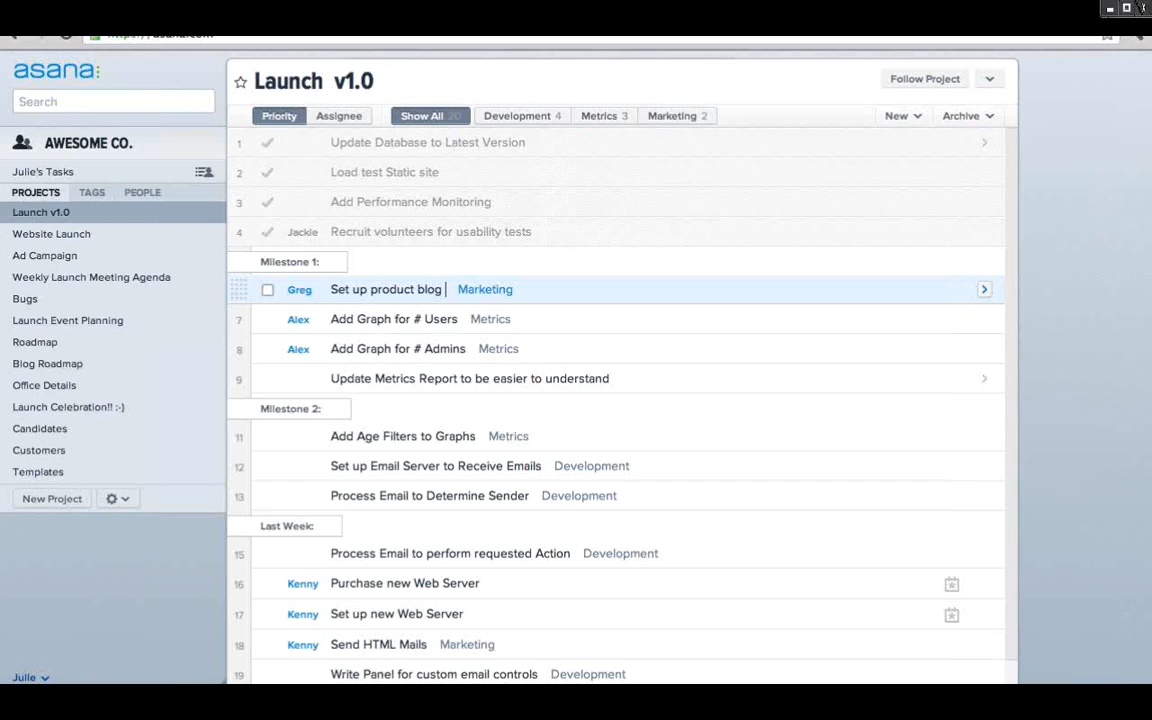 asana:
Search
AWESOME CO.
Julie's Tasks
PROJECTS TAGS PEOPLE
Launch v1.0
Website Launch
Ad Campaign
Weekly Launch Meeting Agenda
Bugs
Launch Event Planning
Roadmap
Blog Roadmap
Office Details
Launch Celebration!! :-)
Candidates
Customers
Templates
New Project
Julie
Launch v1.0
Follow Project
Priority Assignee Show All 20 Development 4 Metrics 3 Marketing 2 New Archive
1 Update Database to Latest Version
2 Load test Static site
3 Add Performance Monitoring
4 Jackie Recruit volunteers for usability tests
Milestone 1:
Greg Set up product blog Marketing
7 Alex Add Graph for # Users Metrics
8 Alex Add Graph for # Admins Metrics
9 Update Metrics Report to be easier to understand
Milestone 2:
11 Add Age Filters to Graphs Metrics
12 Set up Email Server to Receive Emails Development
13 Process Email to Determine Sender Development
Last Week:
15 Process Email to perform requested Action Development
16 Kenny Purchase new Web Server
17 Kenny Set up new Web Server
18 Kenny Send HTML Mails Marketing
19 Write Panel for custom email controls Development